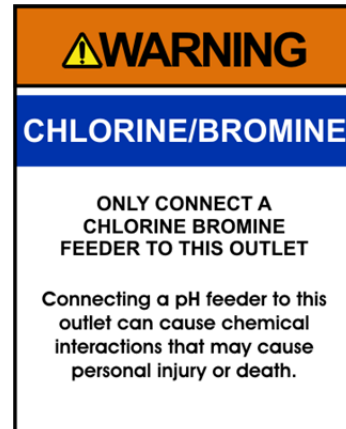 WARNING
CHLORINE/BROMINE
ONLY CONNECT A
CHLORINE BROMINE
FEEDER TO THIS OUTLET
Connecting a pH feeder to this
outlet can cause chemical
interactions that may cause
personal injury or death.